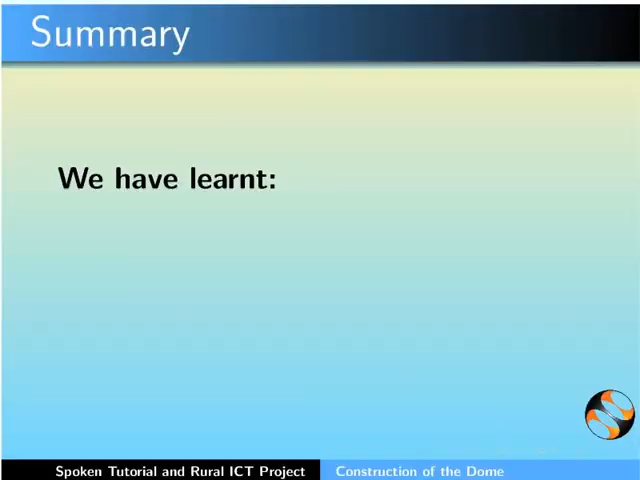 Summary
We have learnt:
Spoken Tutorial and Rural ICT Project
Construction of the Dome